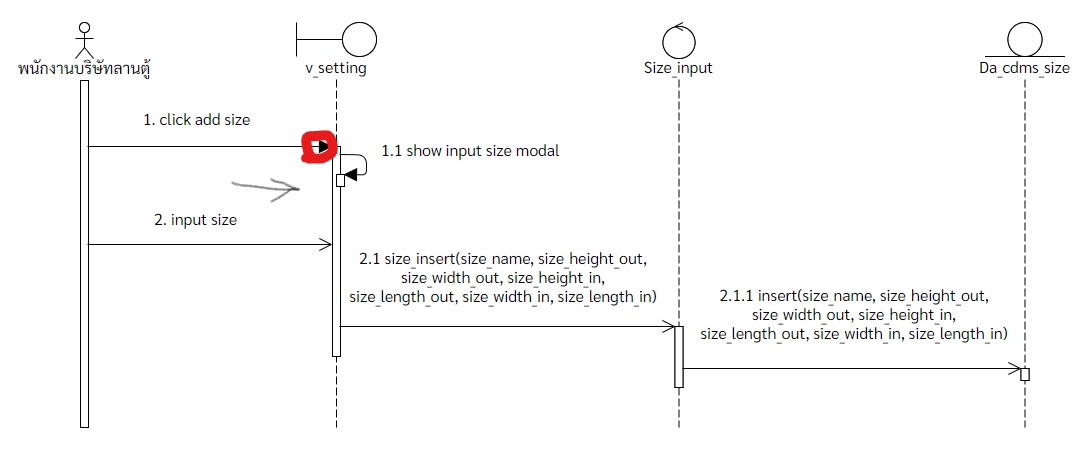 พนักงานบริษัทลานตู้
v_setting
Size_input
Da_cdms_size
1. click add size
1.1 show input size modal
2. input size
2.1 size_insert(size_name, size_height_out,
size_width_out, size_height_in,
size_length_out, size_width_in, size_length_in)
2.1.1 insert(size_name, size_height_out,
size_width_out, size_height_in,
size_length_out, size_width_in, size_length_in)